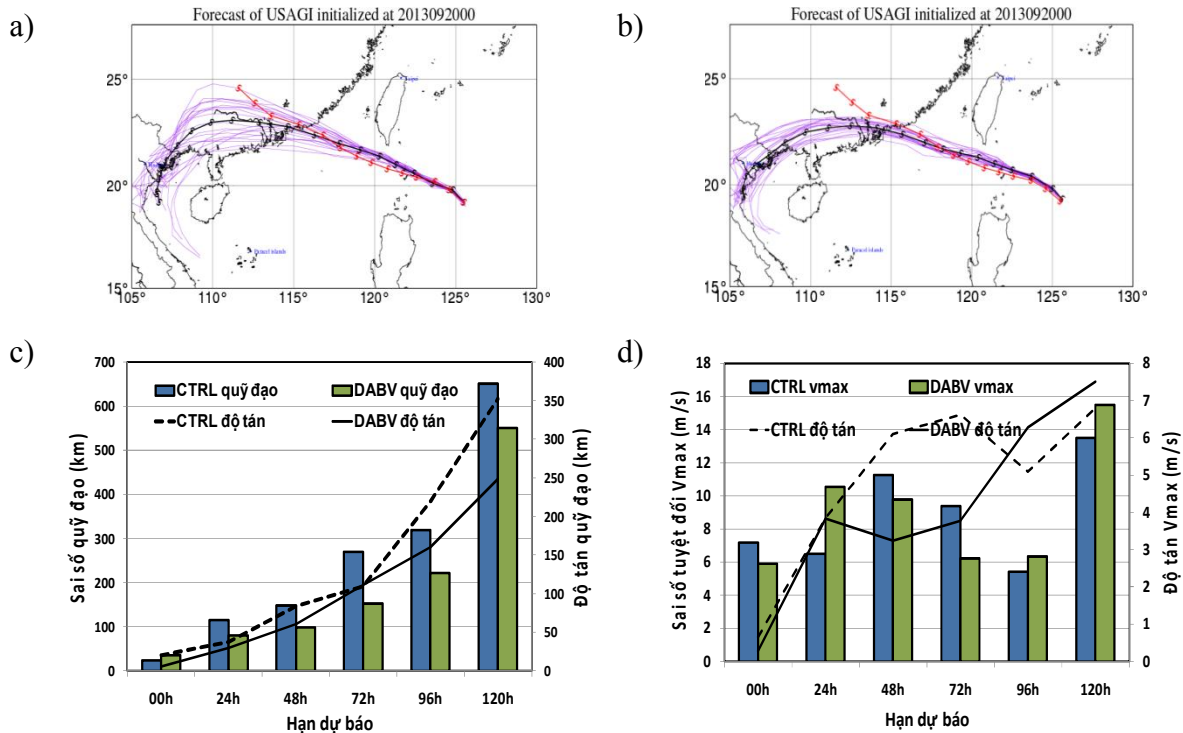 a)
Forecast of USAGI initialized at 2013092000
25°
20°
15°
105° 110° 115° 120° 125° 130°
Taipei
Paracel islands
b)
Forecast of USAGI initialized at 2013092000
25°
20°
15°
105° 110° 115° 120° 125° 130°
Taipei
Paracel islands
c)
CTRL quỹ đạo DABV quỹ đạo
CTRL độ tán DABV độ tán
Sai số quỹ đạo (km)
700
600
500
400
300
200
100
0
Độ tán quỹ đạo (km)
400
350
300
250
200
150
100
50
0
00h 24h 48h 72h 96h 120h
Hạn dự báo
d)
CTRL vmax DABV vmax
CTRL độ tán DABV độ tán
Sai số tuyệt đối Vmax (m/s)
18
16
14
12
10
8
6
4
2
0
Độ tán Vmax (m/s)
8
7
6
5
4
3
2
1
0
00h 24h 48h 72h 96h 120h
Hạn dự báo